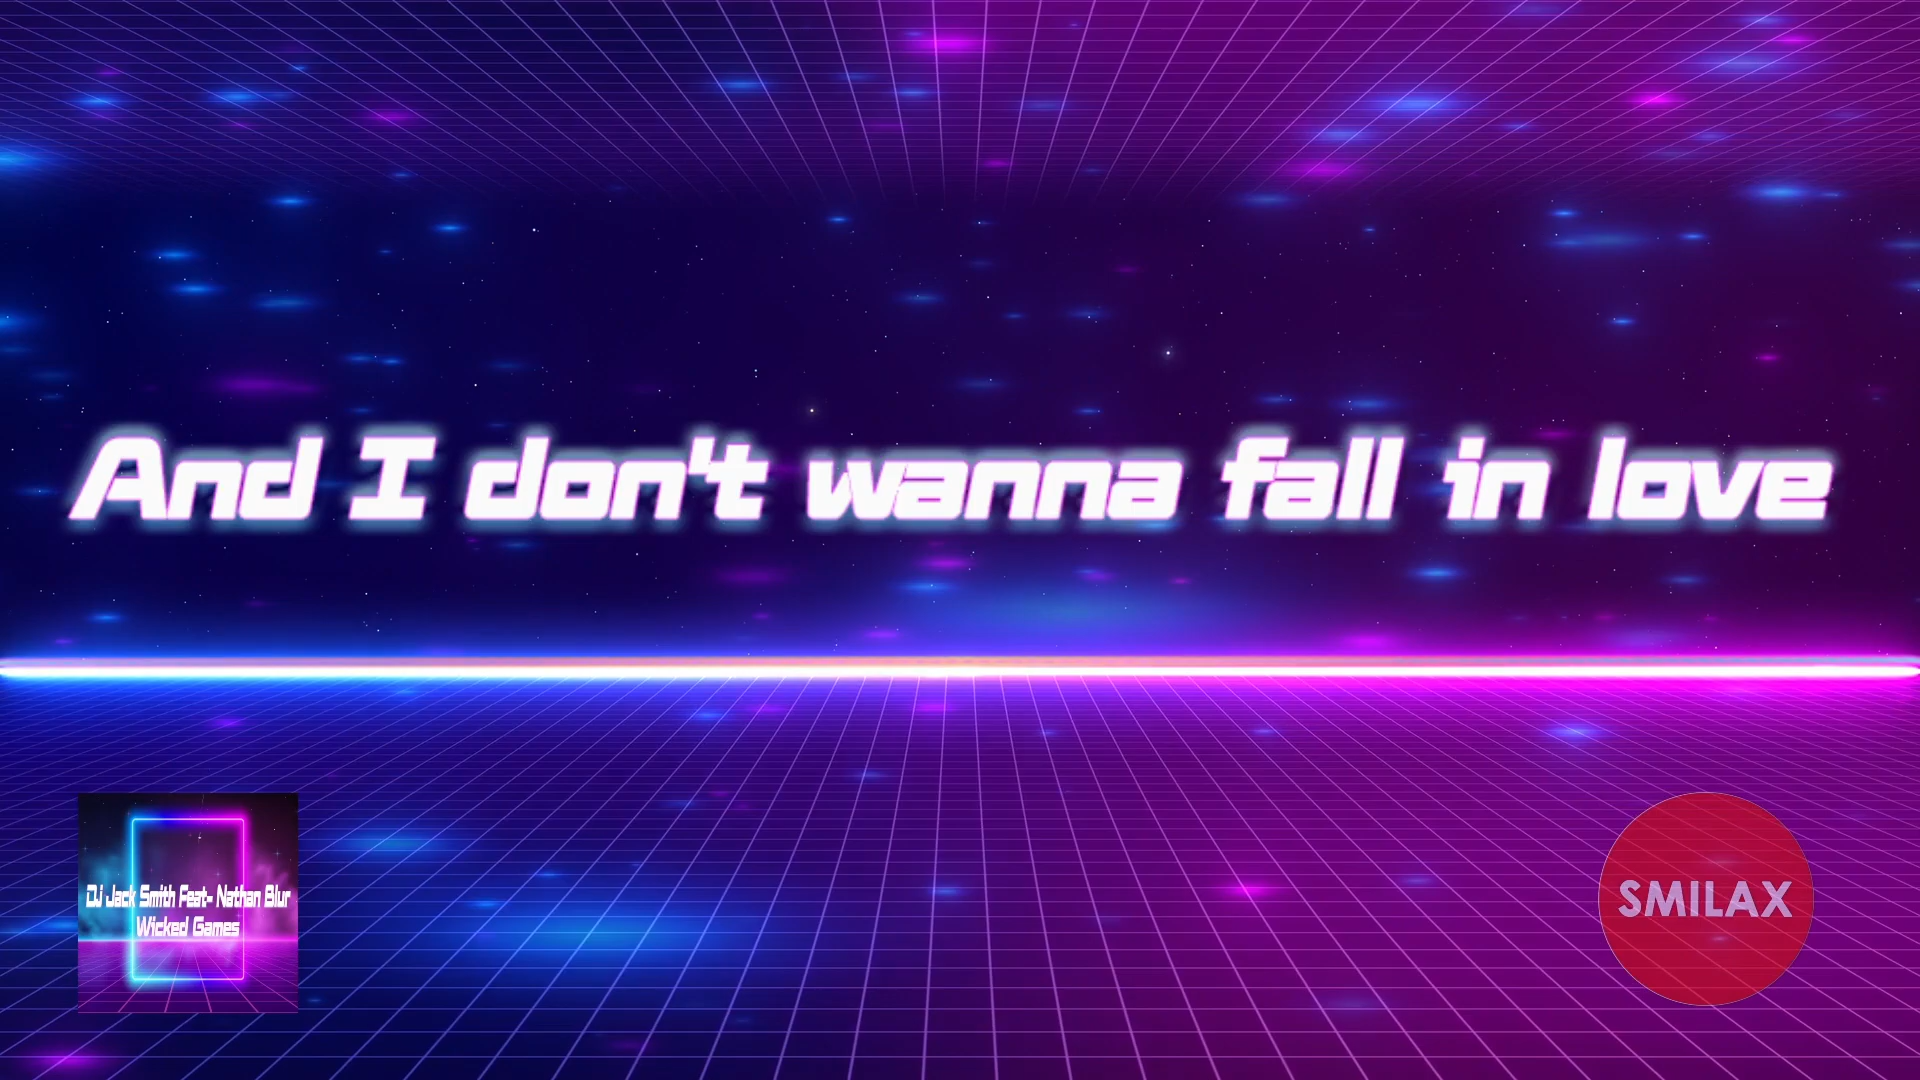 And I don't wanna fall in love
DJ Jack Smith Feat- Nathan Blur
Wicked Games
SMILAX